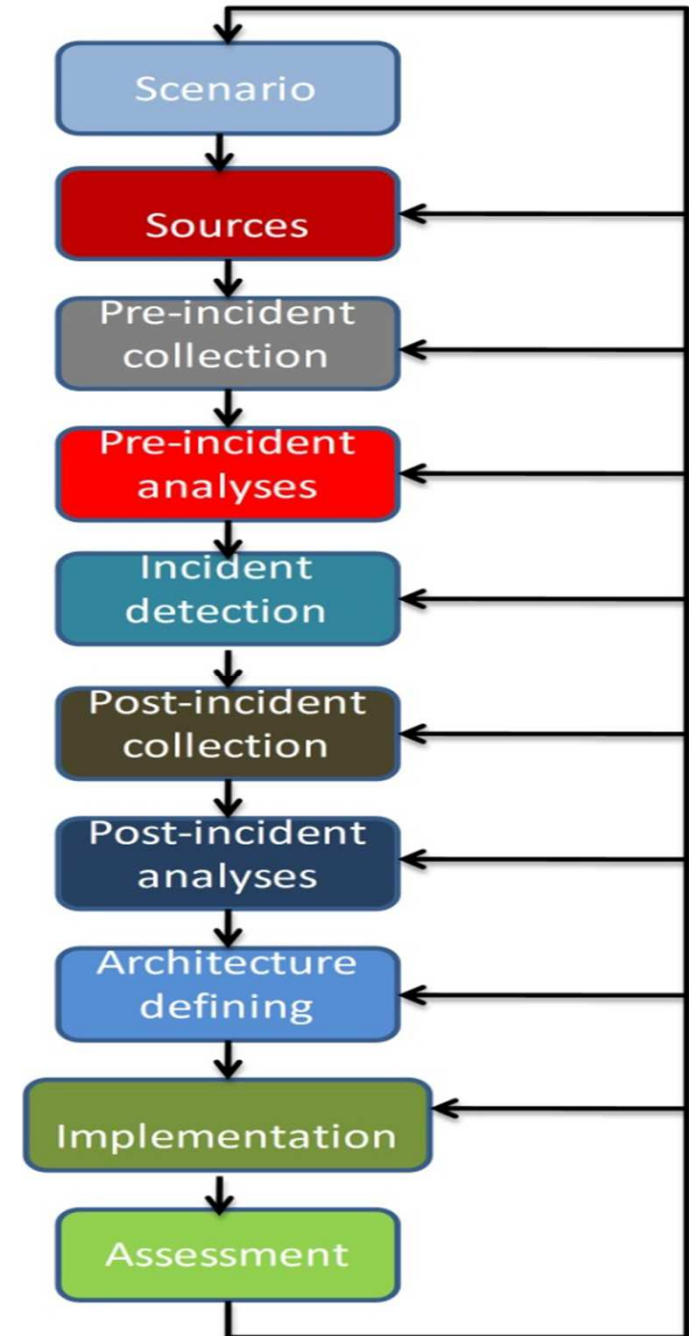 Scenario
Sources
Pre-incident
collection
Pre-incident
analyses
Incident
detection
Post-incident
collection
Post-incident
analyses
Architecture
defining
Implementation
Assessment